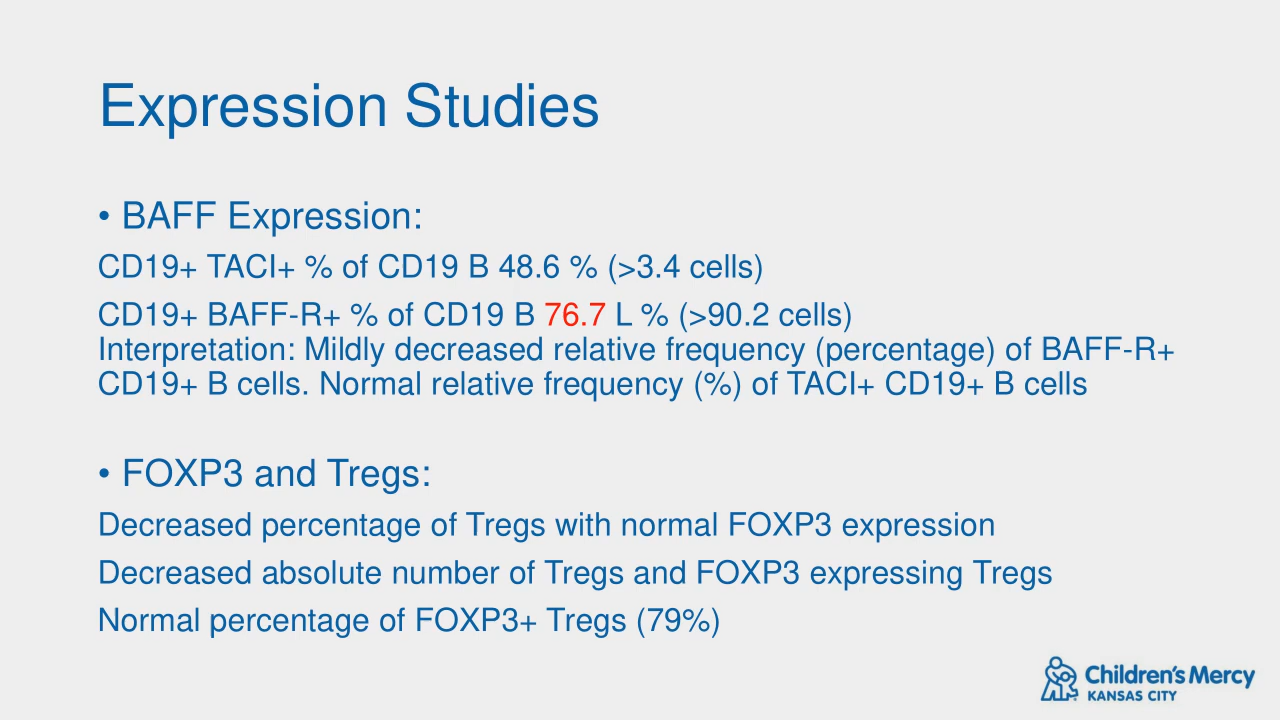 Expression Studies
• BAFF Expression:
CD19+ TACI+ % of CD19 B 48.6 % (>3.4 cells)
CD19+ BAFF-R+ % of CD19 B 76.7 L % (>90.2 cells)
Interpretation: Mildly decreased relative frequency (percentage) of BAFF-R+
CD19+ B cells. Normal relative frequency (%) of TACI+ CD19+ B cells
• FOXP3 and Tregs:
Decreased percentage of Tregs with normal FOXP3 expression
Decreased absolute number of Tregs and FOXP3 expressing Tregs
Normal percentage of FOXP3+ Tregs (79%)
Children's Mercy
KANSAS CITY